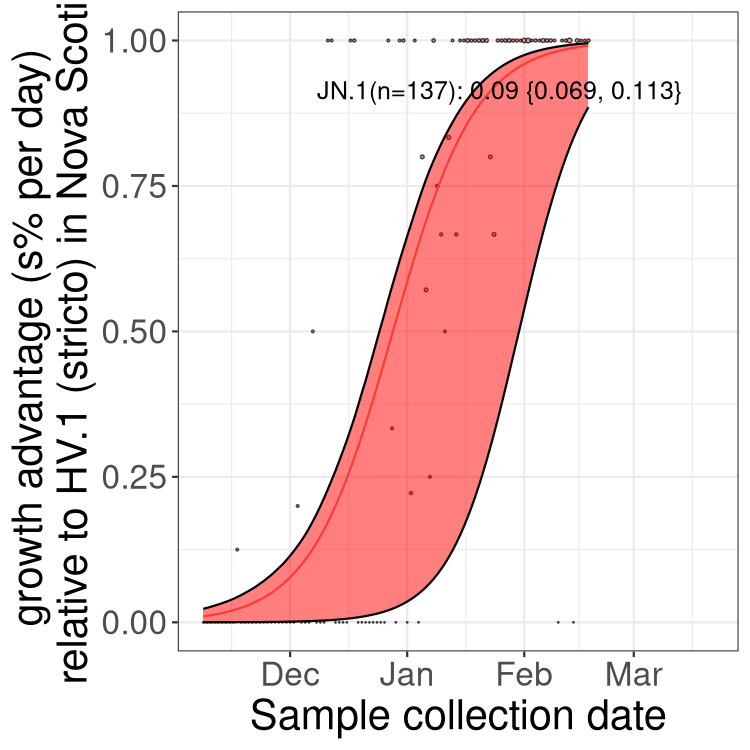 growth advantage (s% per day)
relative to HV.1 (stricto) in Nova Scoti
1.00
0.75
0.50
0.25
0.00
JN.1(n=137): 0.09 {0.069, 0.113}
Dec Jan Feb Mar
Sample collection date